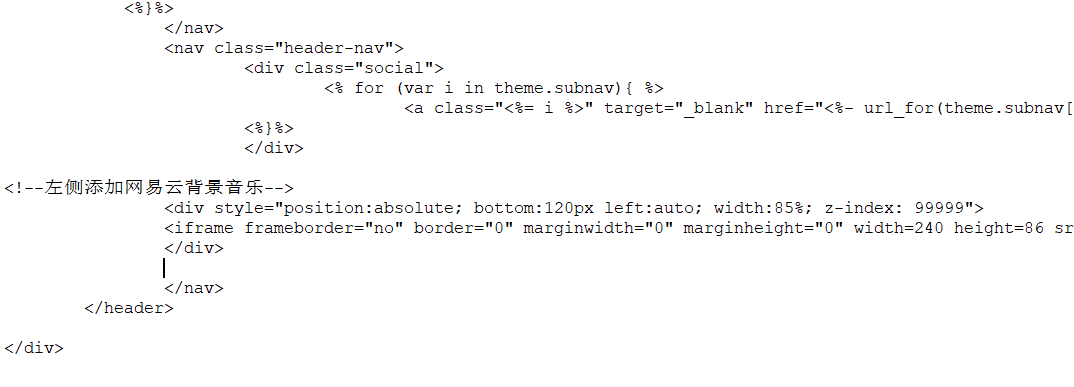 <%}%>
</nav>
<nav class="header-nav">
<div class="social">
<% for (var i in theme.subnav){ %>
<a class="<%= i %>" target="_blank" href="<%- url_for(theme.subnav[
<%}%>
</div>
<!--左侧添加网易云背景音乐-->
<div style="position:absolute; bottom:120px left:auto; width:85%; z-index: 99999">
<iframe frameborder="no" border="0" marginwidth="0" marginheight="0" width=240 height=86 sr
</div>
</nav>
</header>
</div>